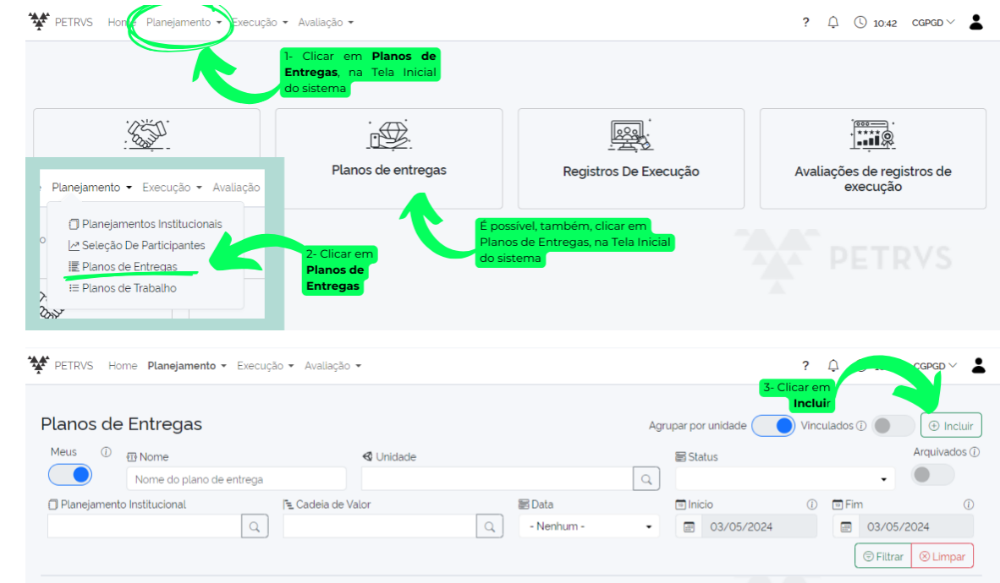 PETRVS Home Planejamento Execução Avaliação ? 10:42 CGPGD
1- Clicar em Planos de
Entregas, na Tela Inicial
do sistema
Planos de entregas
Registros De Execução
Avaliações de registros de
execução
Planejamento Execução Avaliação
Planejamentos Institucionais
Seleção De Participantes
Planos de Entregas
Planos de Trabalho
2- Clicar em
Planos de
Entregas
É possível, também, clicar em
Planos de Entregas, na Tela Inicial
do sistema
PETRVS
PETRVS Home Planejamento Execução Avaliação ? CGPGD
3- Clicar em
Incluir
Planos de Entregas
Agrupar por unidade Vinculados Incluir
Meus Nome Unidade Status Arquivados
Nome do plano de entrega
Planejamento Institucional Cadeia de Valor Data Início Fim
- Nenhum - 03/05/2024 03/05/2024
Filtrar Limpar